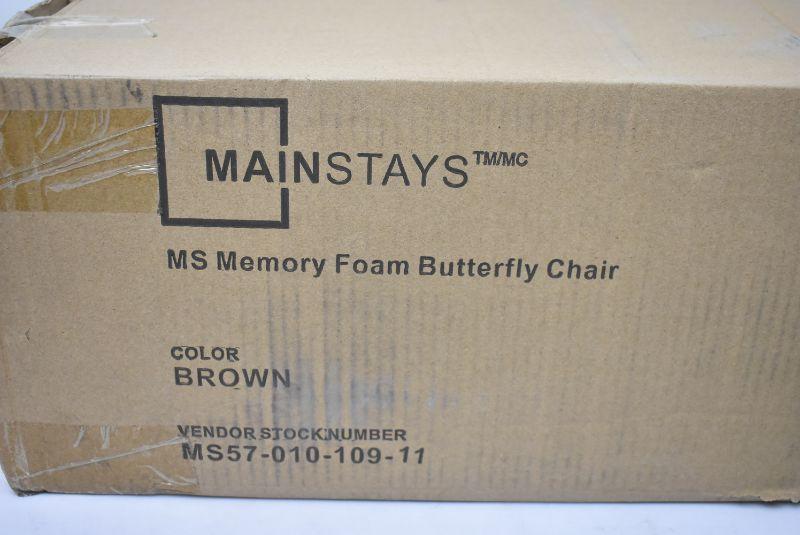 MAINSTAYS™/MC
MS Memory Foam Butterfly Chair
COLOR
BROWN
VENDOR STOCK NUMBER
MS57-010-109-11